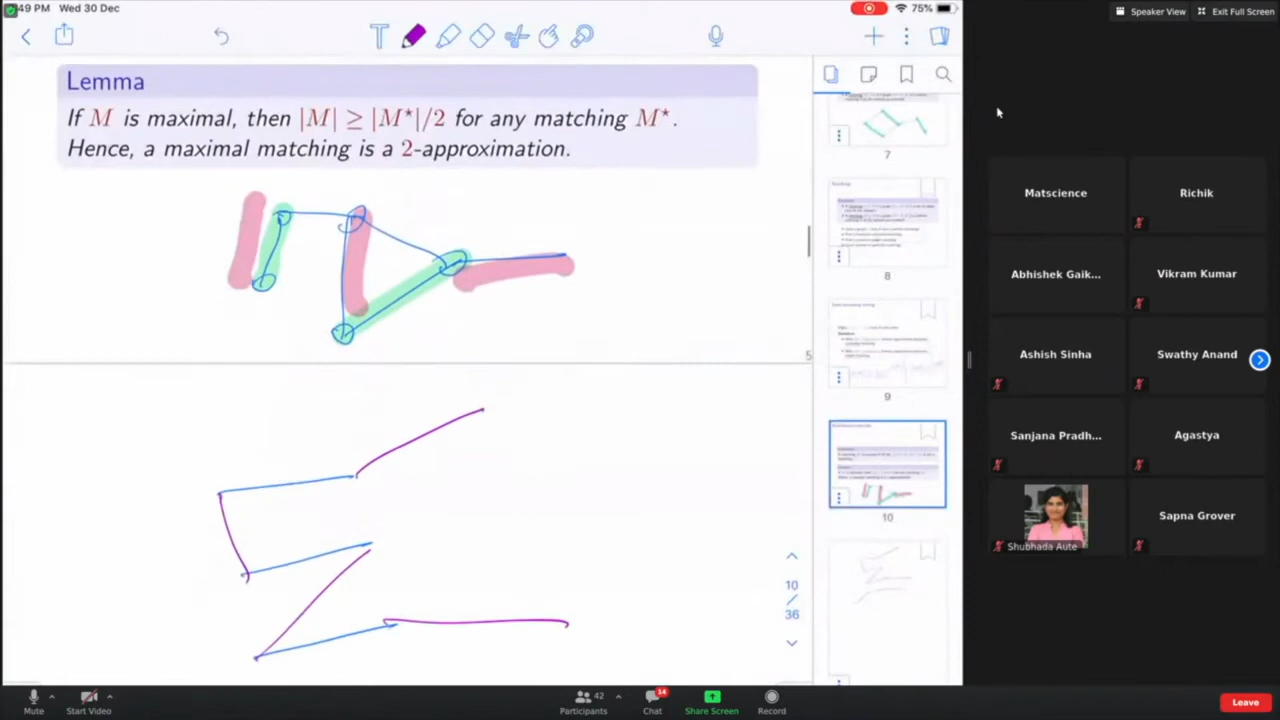 :49 PM Wed 30 Dec
75%
Speaker View
Exit Full Screen
Lemma
If M is maximal, then |M| ≥ |M⋆|/2 for any matching M⋆.
Hence, a maximal matching is a 2-approximation.
7
8
9
10
5
10
/
36
Matscience
Richik
Abhishek Gaik...
Vikram Kumar
Ashish Sinha
Swathy Anand
Sanjana Pradh...
Agastya
Shubhada Aute
Sapna Grover
Mute
Start Video
42
Participants
14
Chat
Share Screen
Record
Leave